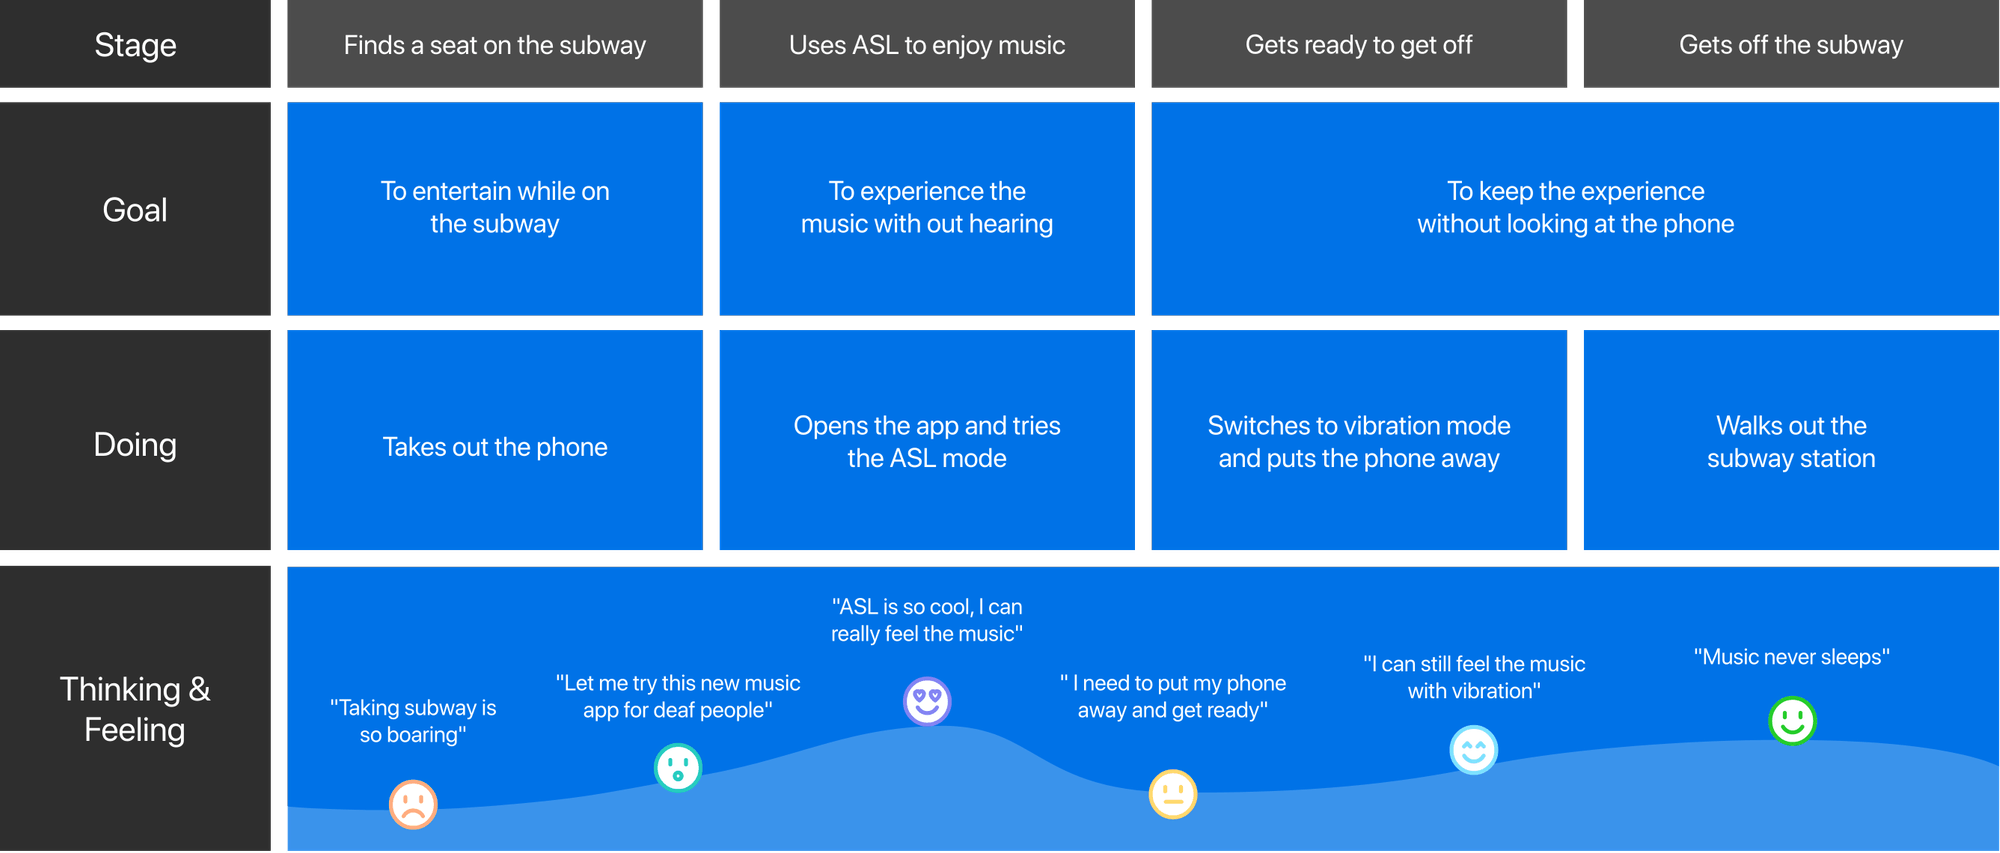 Stage
Finds a seat on the subway
Uses ASL to enjoy music
Gets ready to get off
Gets off the subway
Goal
To entertain while on
the subway
To experience the
music with out hearing
To keep the experience
without looking at the phone
Doing
Takes out the phone
Opens the app and tries
the ASL mode
Switches to vibration mode
and puts the phone away
Walks out the
subway station
Thinking &
Feeling
"Taking subway is
so boaring"
"Let me try this new music
app for deaf people"
"ASL is so cool, I can
really feel the music"
" I need to put my phone
away and get ready"
"I can still feel the music
with vibration"
"Music never sleeps"